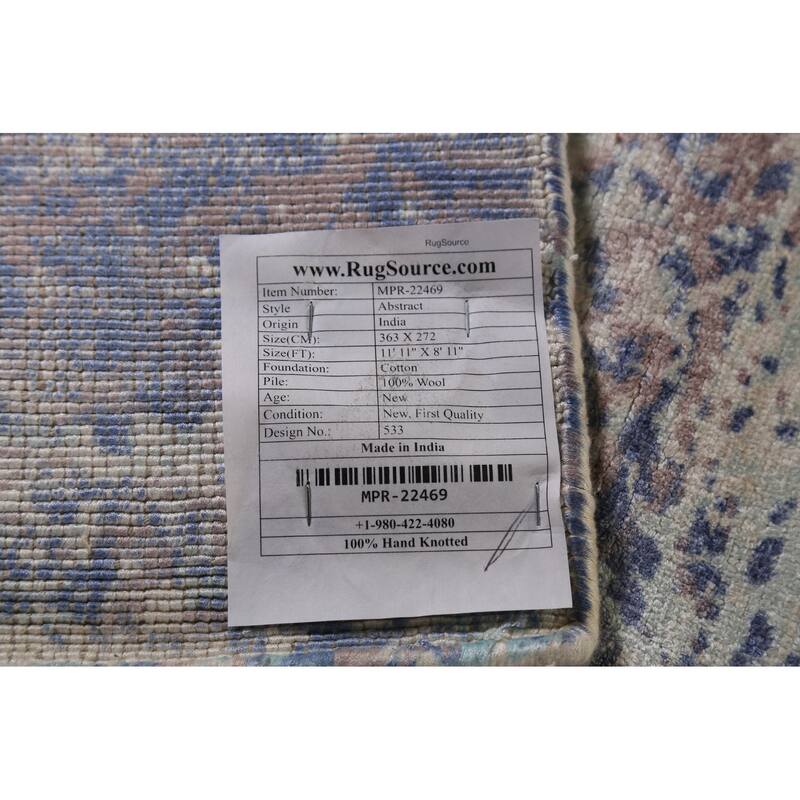 RugSource
www.RugSource.com
Item Number: MPR-22469
Style Abstract
Origin India
Size(CM): 363 X 272
Size(FT): 11' 11" X 8' 11"
Foundation: Cotton
Pile: 100% Wool
Age: New
Condition: New, First Quality
Design No.: 533
Made in India
MPR-22469
+1-980-422-4080
100% Hand Knotted